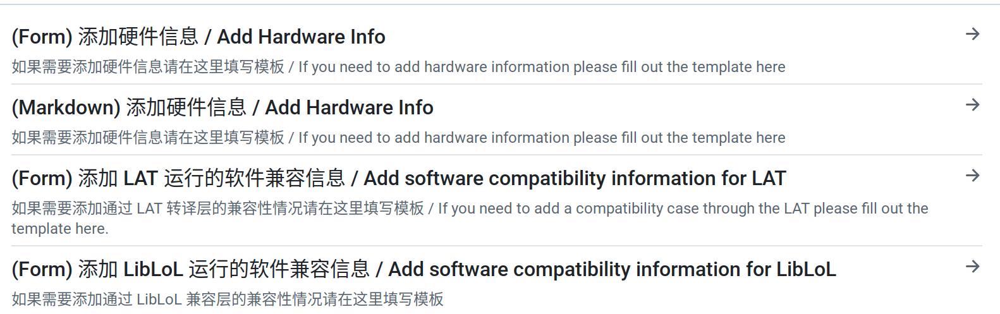 (Form) 添加硬件信息 / Add Hardware Info
如果需要添加硬件信息请在这里填写模板 / If you need to add hardware information please fill out the template here
(Markdown) 添加硬件信息 / Add Hardware Info
如果需要添加硬件信息请在这里填写模板 / If you need to add hardware information please fill out the template here
(Form) 添加 LAT 运行的软件兼容信息 / Add software compatibility information for LAT
如果需要添加通过 LAT 转译层的兼容性情况请在这里填写模板 / If you need to add a compatibility case through the LAT please fill out the
template here.
(Form) 添加 LibLoL 运行的软件兼容信息 / Add software compatibility information for LibLoL
如果需要添加通过 LibLoL 兼容层的兼容性情况请在这里填写模板